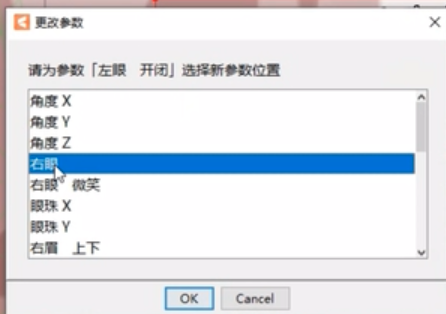 更改参数
请为参数「左眼 开闭」选择新参数位置
角度 X
角度 Y
角度 Z
右眼
右眼 微笑
眼珠 X
眼珠 Y
右眉 上下
OK
Cancel